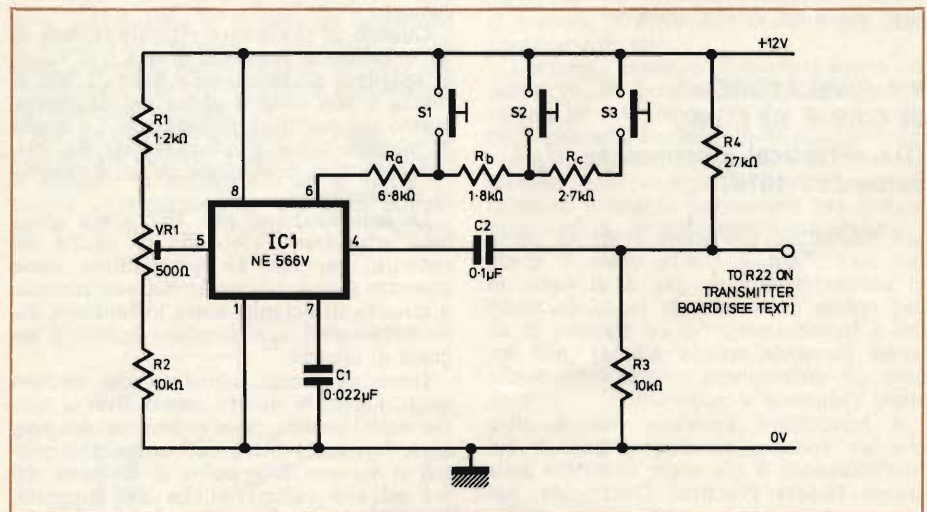 +12V
R1
1·2kΩ
S1
S2
S3
Ra
6·8kΩ
Rb
1·8kΩ
Rc
2·7kΩ
R4
27kΩ
8
6
VR1
500Ω
5
IC1
NE 566V
4
C2
0·1µF
TO R22 ON
TRANSMITTER
BOARD (SEE TEXT)
1
7
R2
10kΩ
C1
0·022µF
R3
10kΩ
0V